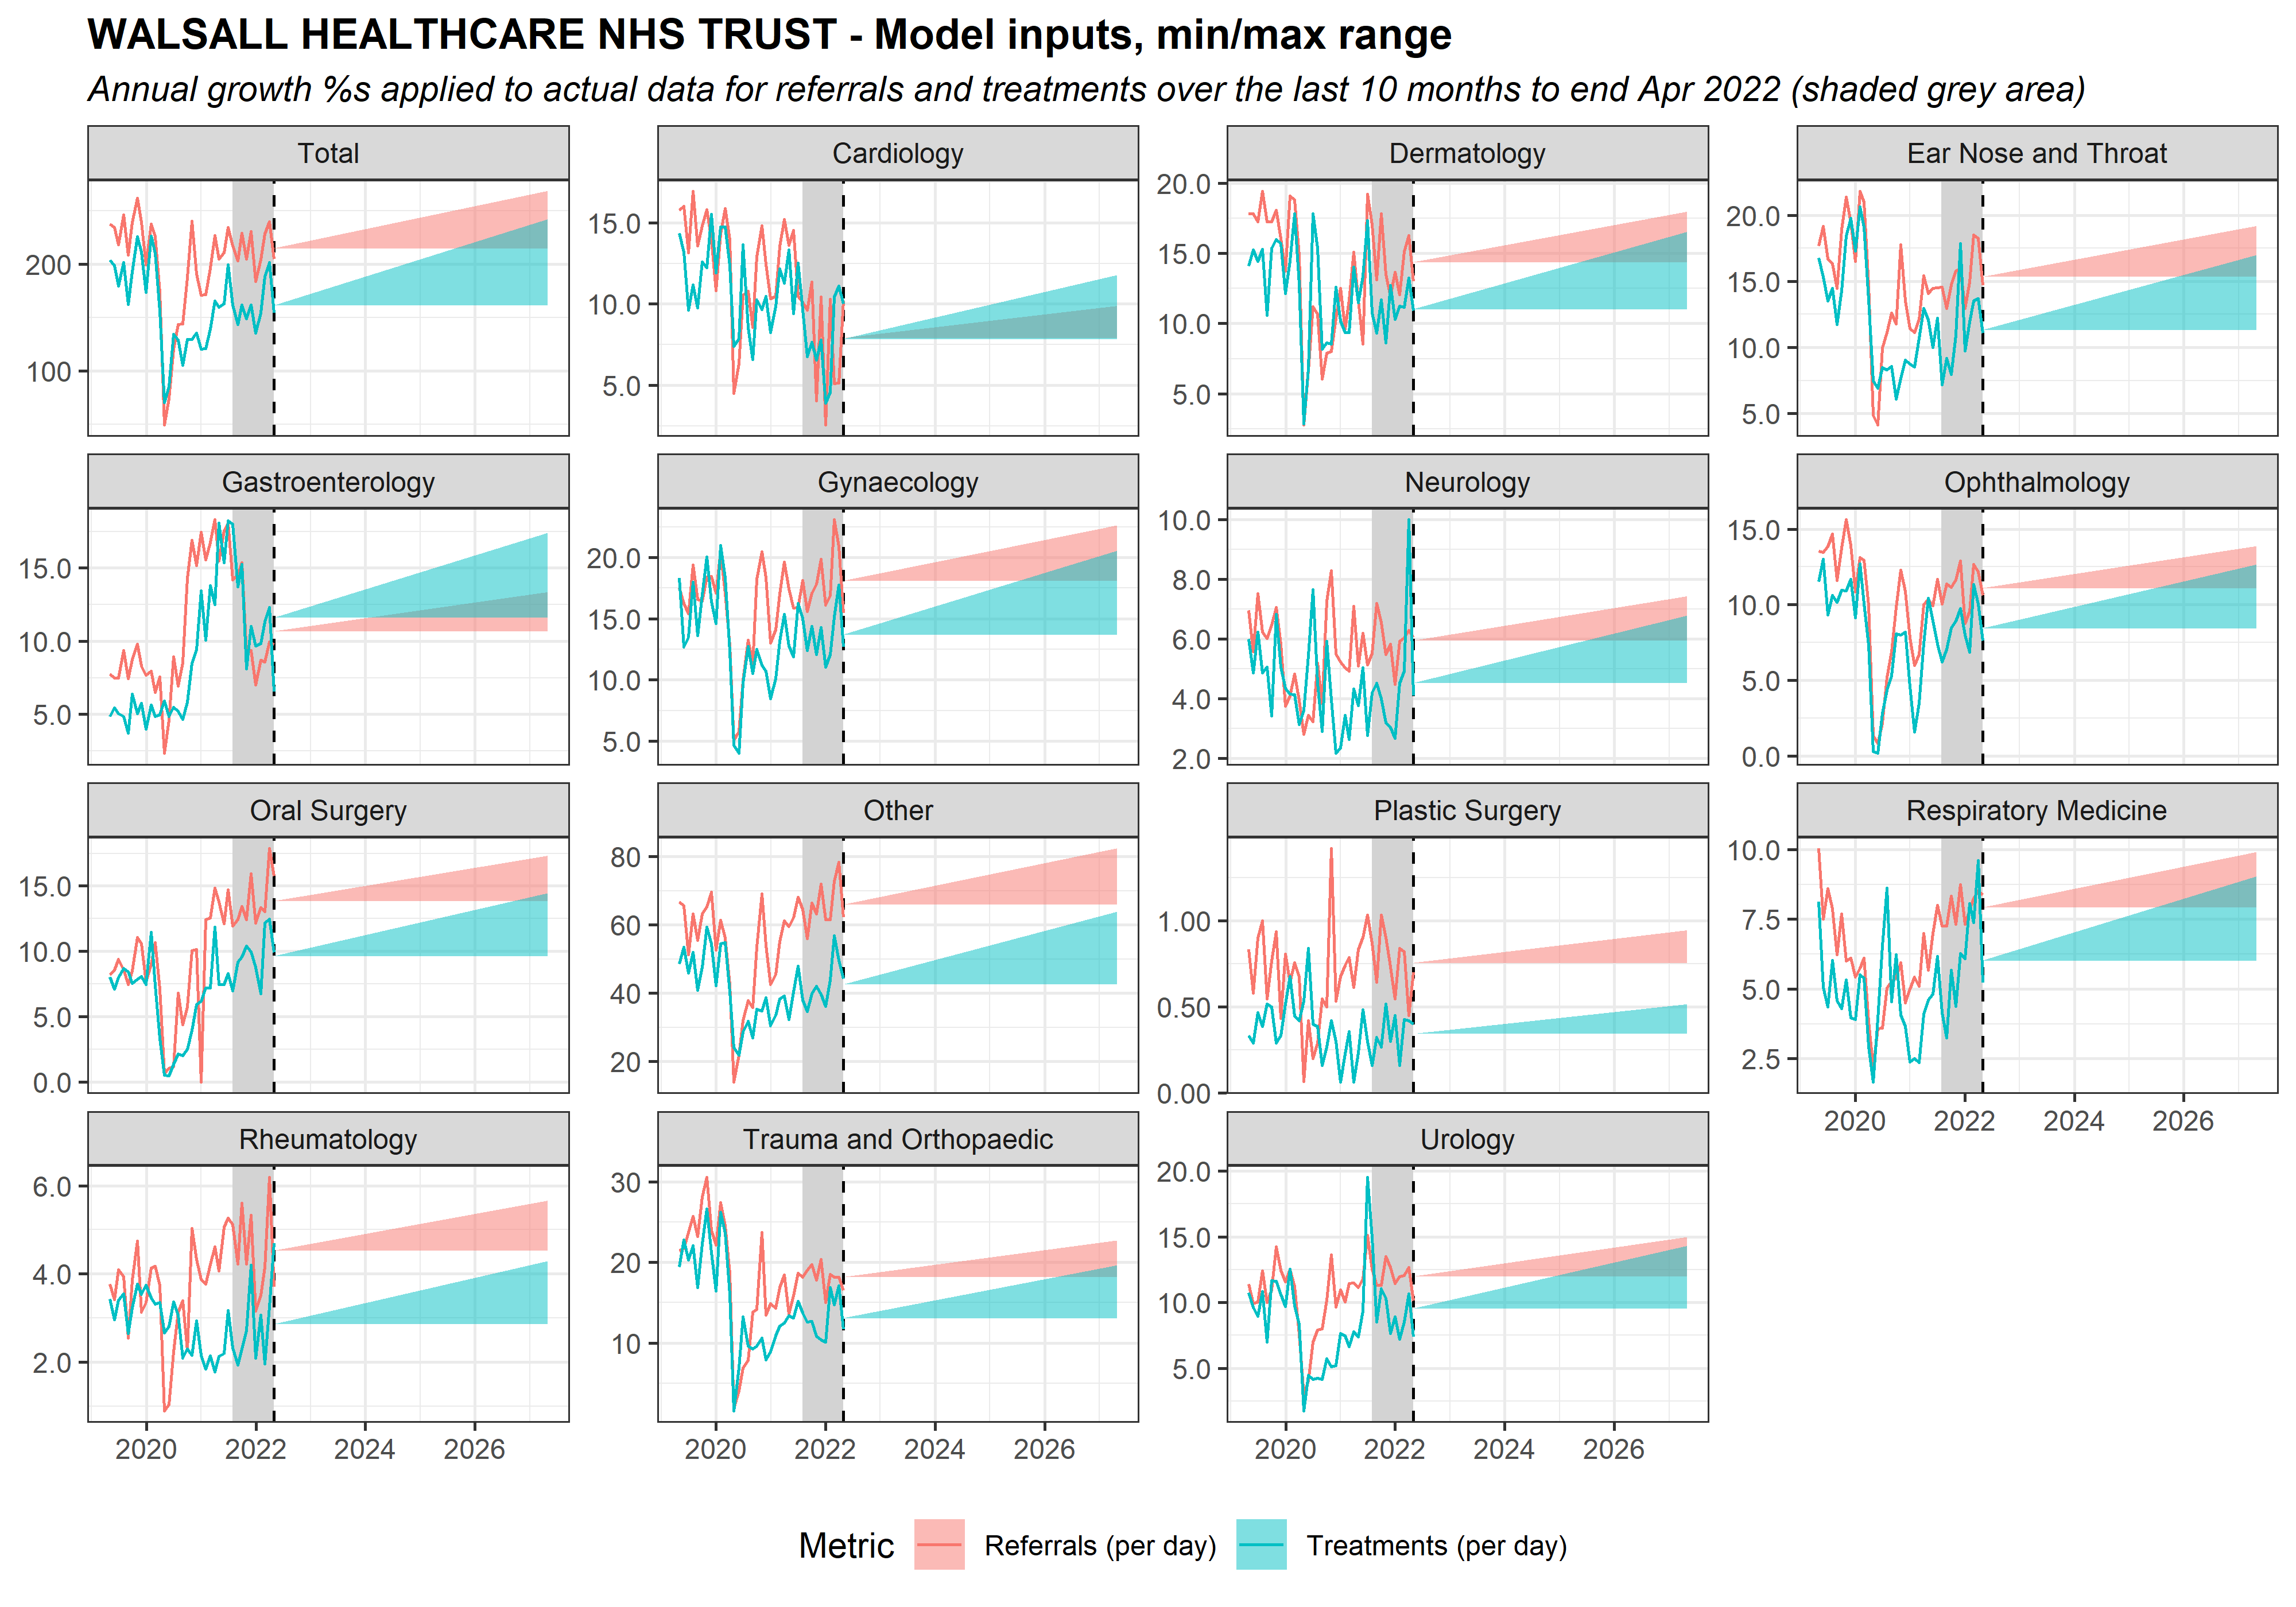 WALSALL HEALTHCARE NHS TRUST - Model inputs, min/max range
Annual growth %s applied to actual data for referrals and treatments over the last 10 months to end Apr 2022 (shaded grey area)
Total
200
100
Cardiology
15.0
10.0
5.0
Dermatology
20.0
15.0
10.0
5.0
Ear Nose and Throat
20.0
15.0
10.0
5.0
Gastroenterology
15.0
10.0
5.0
Gynaecology
20.0
15.0
10.0
5.0
Neurology
10.0
8.0
6.0
4.0
2.0
Ophthalmology
15.0
10.0
5.0
0.0
Oral Surgery
15.0
10.0
5.0
0.0
Other
80
60
40
20
Plastic Surgery
1.00
0.50
0.00
Respiratory Medicine
10.0
7.5
5.0
2.5
2020 2022 2024 2026
Rheumatology
6.0
4.0
2.0
2020 2022 2024 2026
Trauma and Orthopaedic
30
20
10
2020 2022 2024 2026
Urology
20.0
15.0
10.0
5.0
2020 2022 2024 2026
Metric Referrals (per day) Treatments (per day)